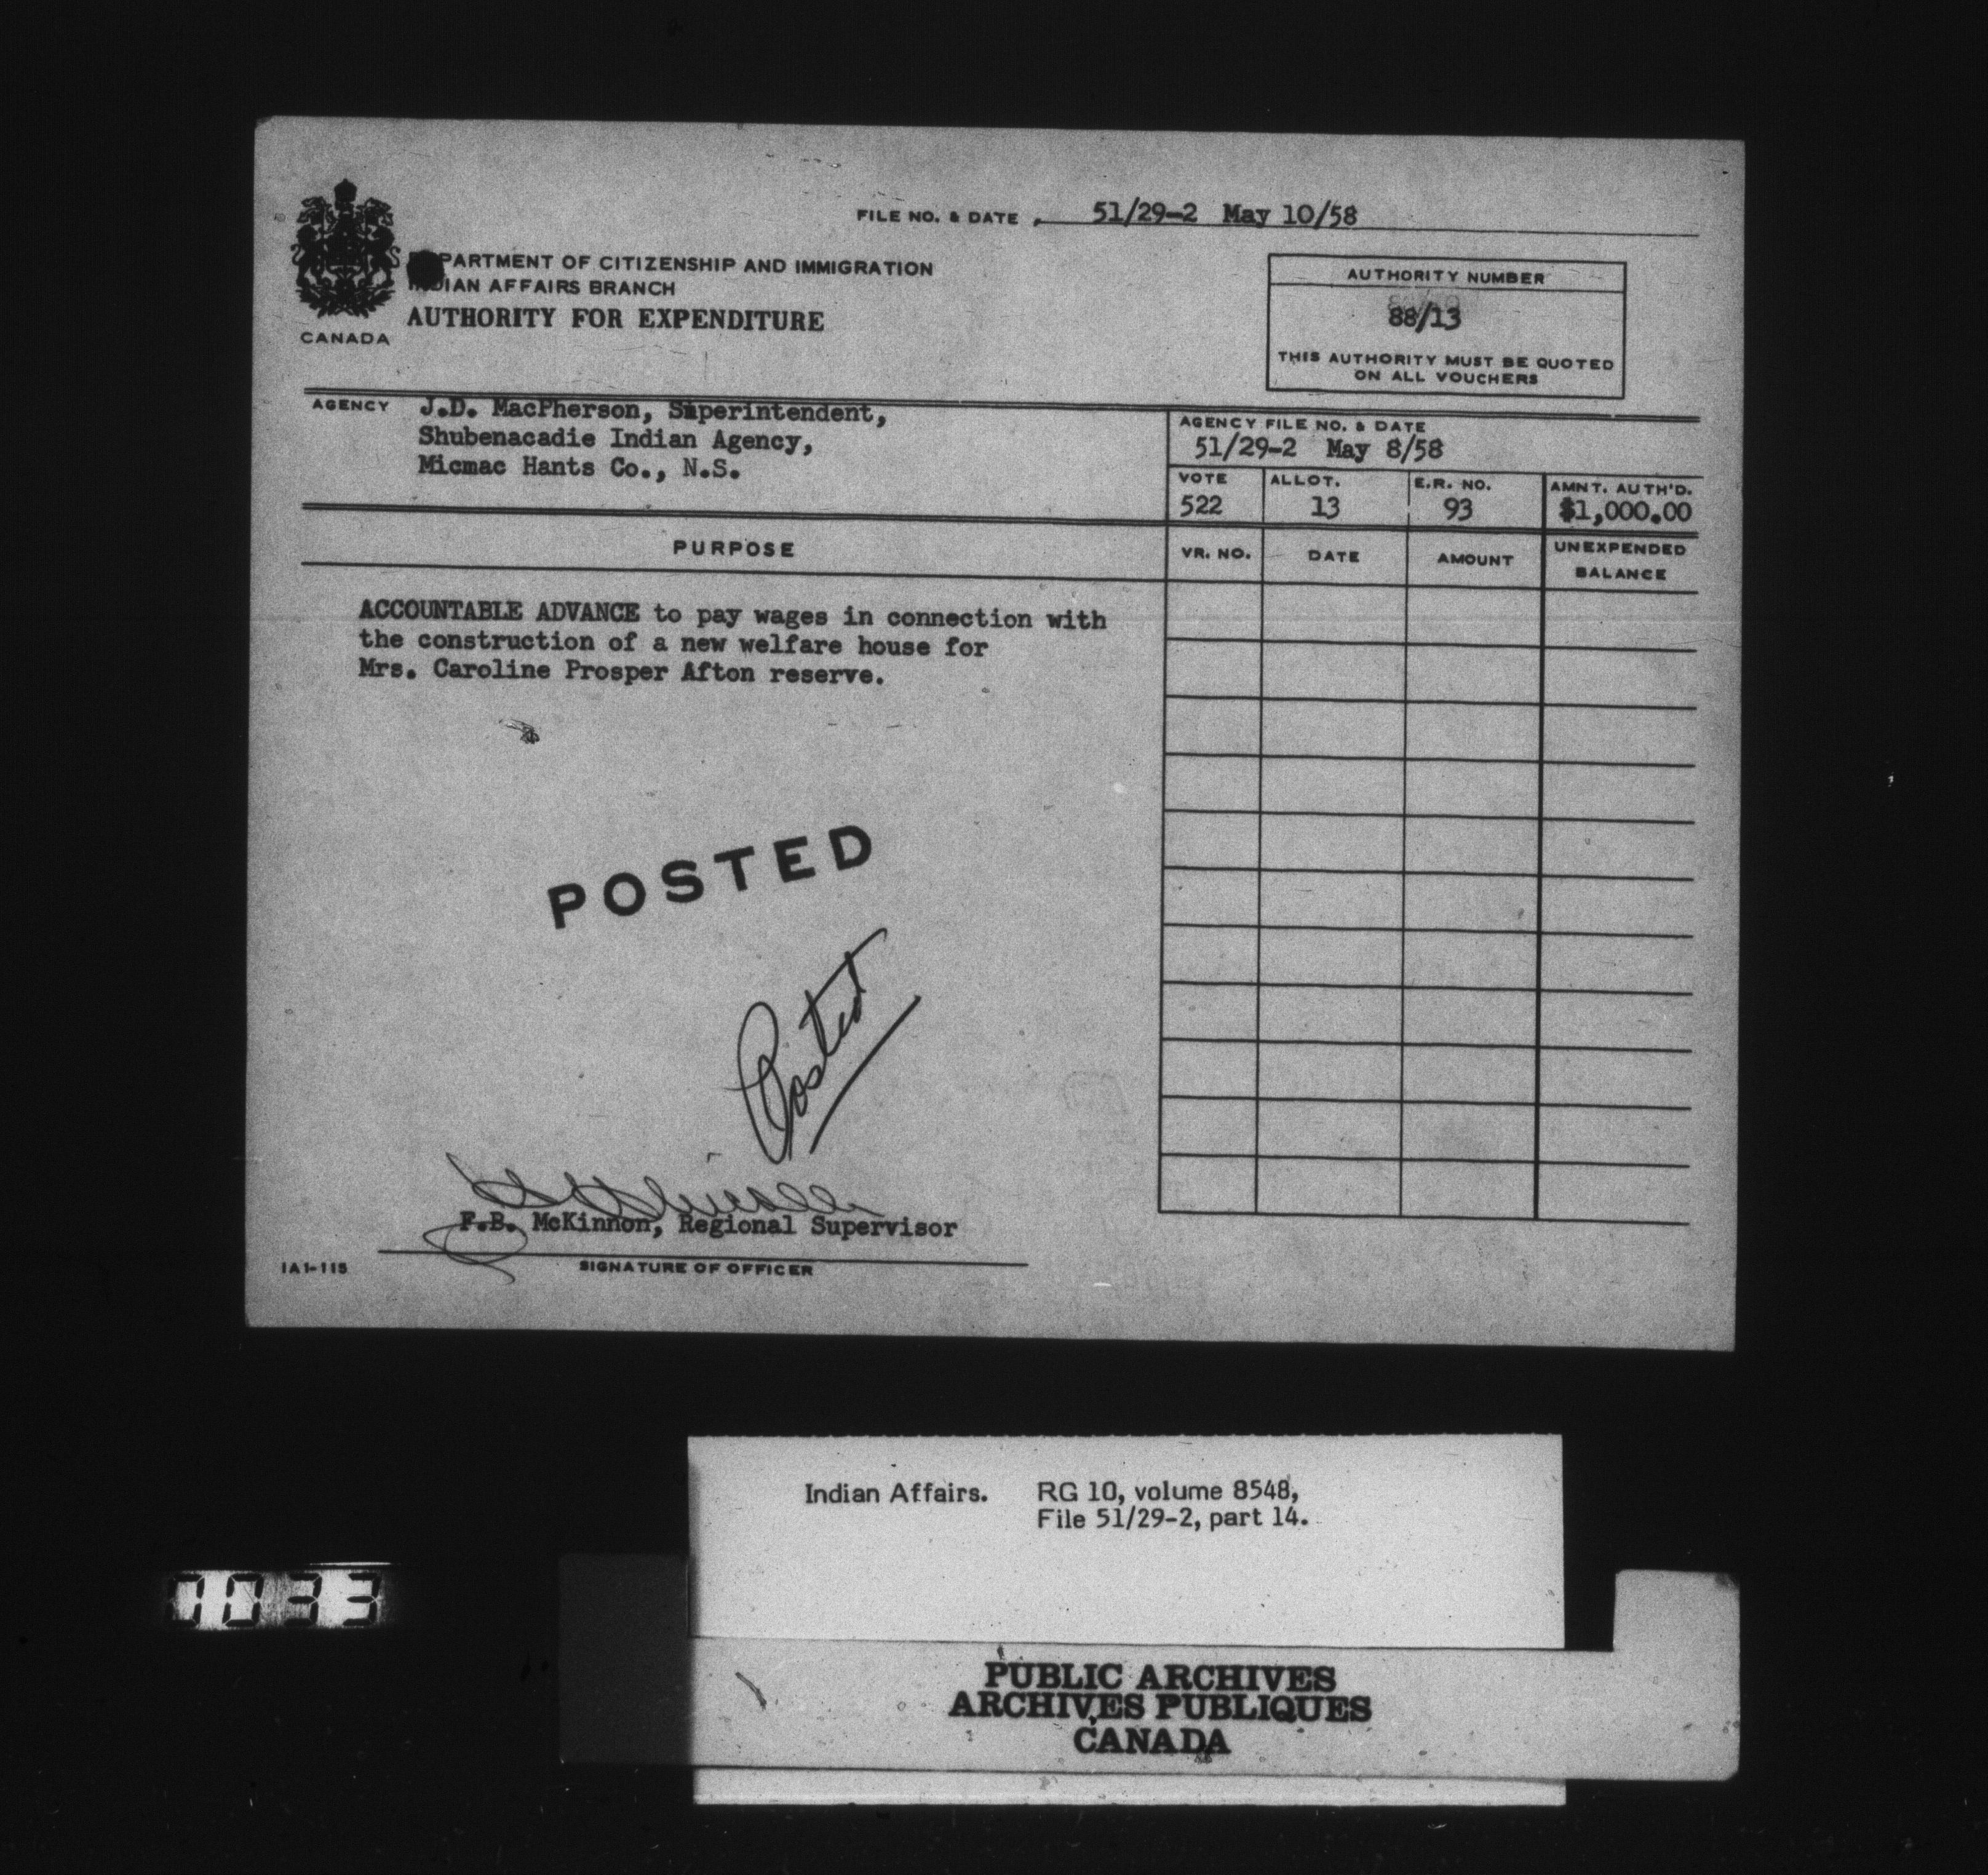 FILE NO. & DATE 51/29-2 May 10/58
PARTMENT OF CITIZENSHIP AND IMMIGRATION
INDIAN AFFAIRS BRANCH
AUTHORITY FOR EXPENDITURE
CANADA
AUTHORITY NUMBER
88/13
THIS AUTHORITY MUST BE QUOTED
ON ALL VOUCHERS
AGENCY J.D. MacPherson, Superintendent,
Shubenacadie Indian Agency,
Micmac Hants Co., N.S.
AGENCY FILE NO. & DATE
51/29-2 May 8/58
VOTE ALLOT. E.R. NO. AMNT. AUTH'D.
522 13 93 $1,000.00
PURPOSE
VR. NO. DATE AMOUNT UNEXPENDED
BALANCE
ACCOUNTABLE ADVANCE to pay wages in connection with
the construction of a new welfare house for
Mrs. Caroline Prosper Afton reserve.
POSTED
Posted
F.B. McKinnon, Regional Supervisor
SIGNATURE OF OFFICER
IA1-115
Indian Affairs. RG 10, volume 8548,
File 51/29-2, part 14.
0033
PUBLIC ARCHIVES
ARCHIVES PUBLIQUES
CANADA